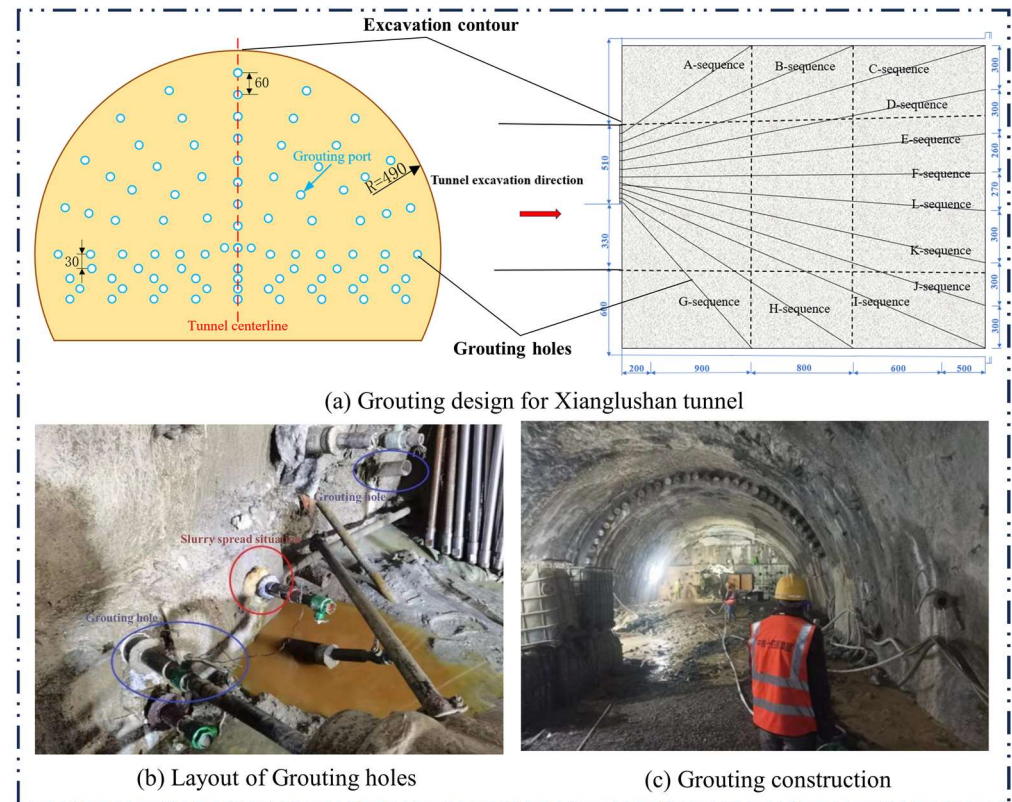 Excavation contour
60
Grouting port
R=490
30
Tunnel centerline
Tunnel excavation direction
Grouting holes
A-sequence
B-sequence
C-sequence
D-sequence
E-sequence
F-sequence
L-sequence
K-sequence
J-sequence
G-sequence
H-sequence
I-sequence
510
330
600
300
300
260
270
300
300
300
200
900
800
600
500
(a) Grouting design for Xianglushan tunnel
Grouting hole
Slurry spread situation
Grouting hole
(b) Layout of Grouting holes
(c) Grouting construction